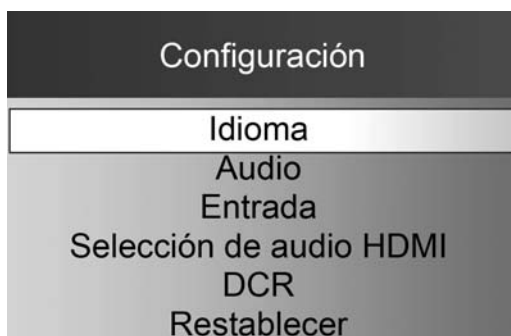 Configuración
Idioma
Audio
Entrada
Selección de audio HDMI
DCR
Restablecer